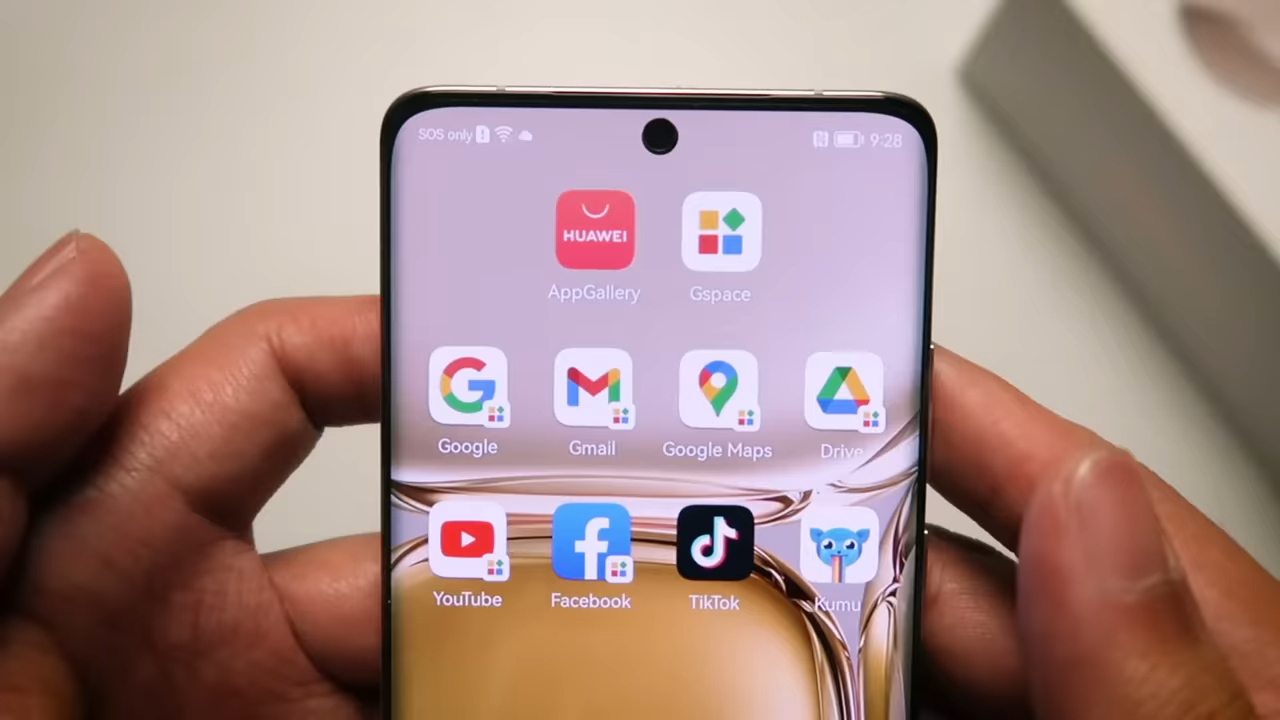 SOS only 9:28
HUAWEI
AppGallery Gspace
Google Gmail Google Maps Drive
YouTube Facebook TikTok Kumu